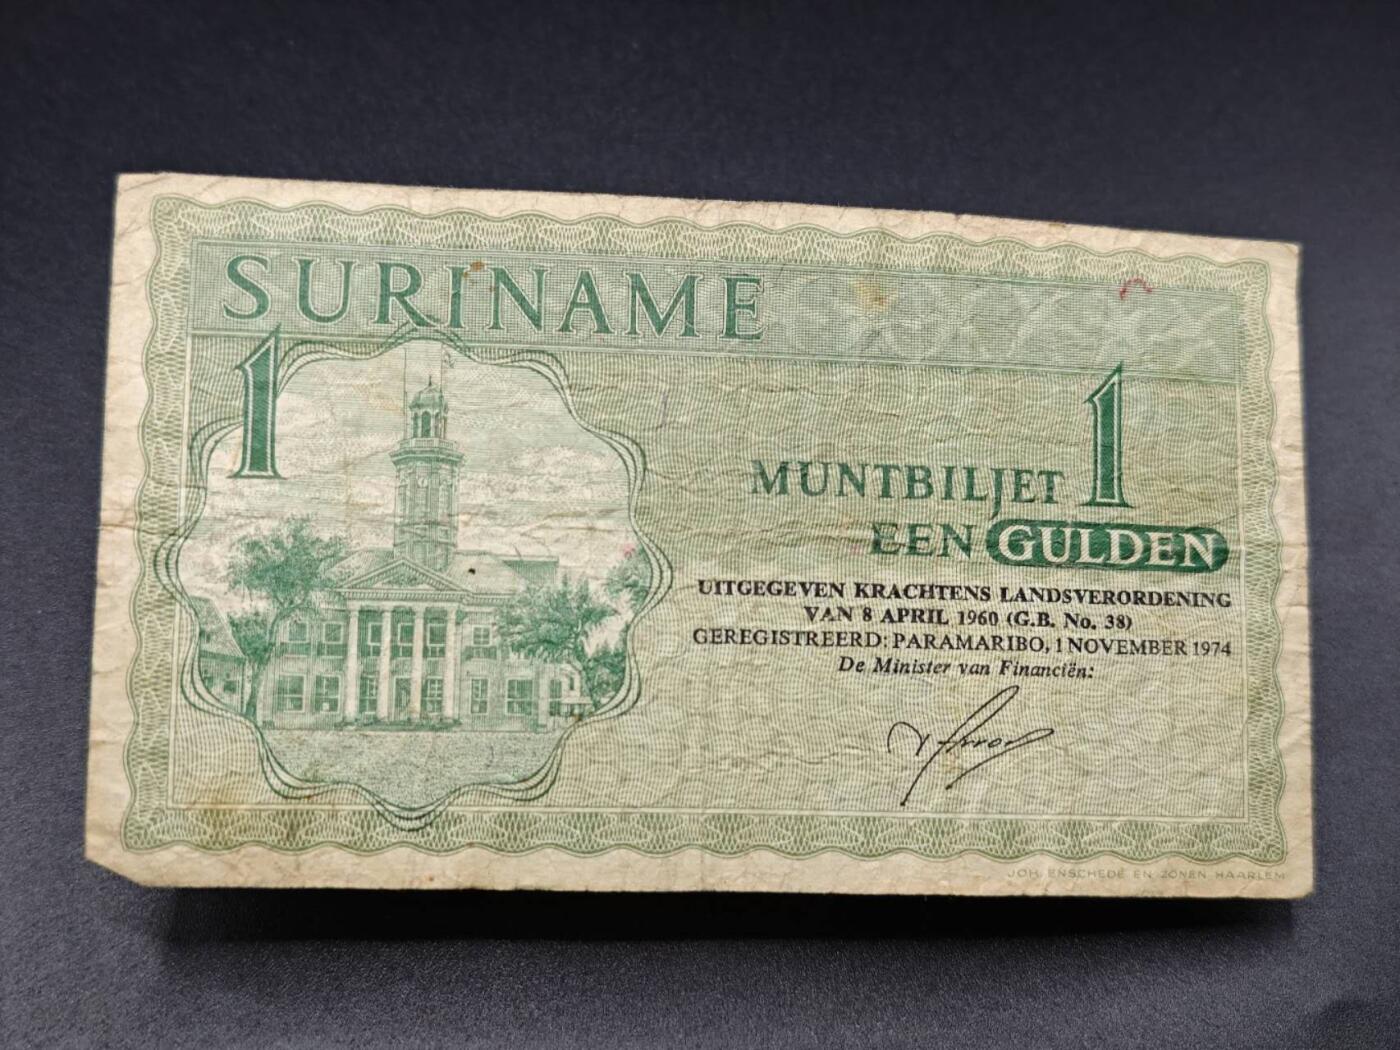 SURINAME
1
1
MUNTBILJET
EEN GULDEN
UITGEGEVEN KRACHTENS LANDSVERORDENING
VAN 8 APRIL 1960 (G.B. No. 38)
GEREGISTREERD: PARAMARIBO, 1 NOVEMBER 1974
De Minister van Financiën:
JOH. ENSCHEDÉ EN ZONEN HAARLEM